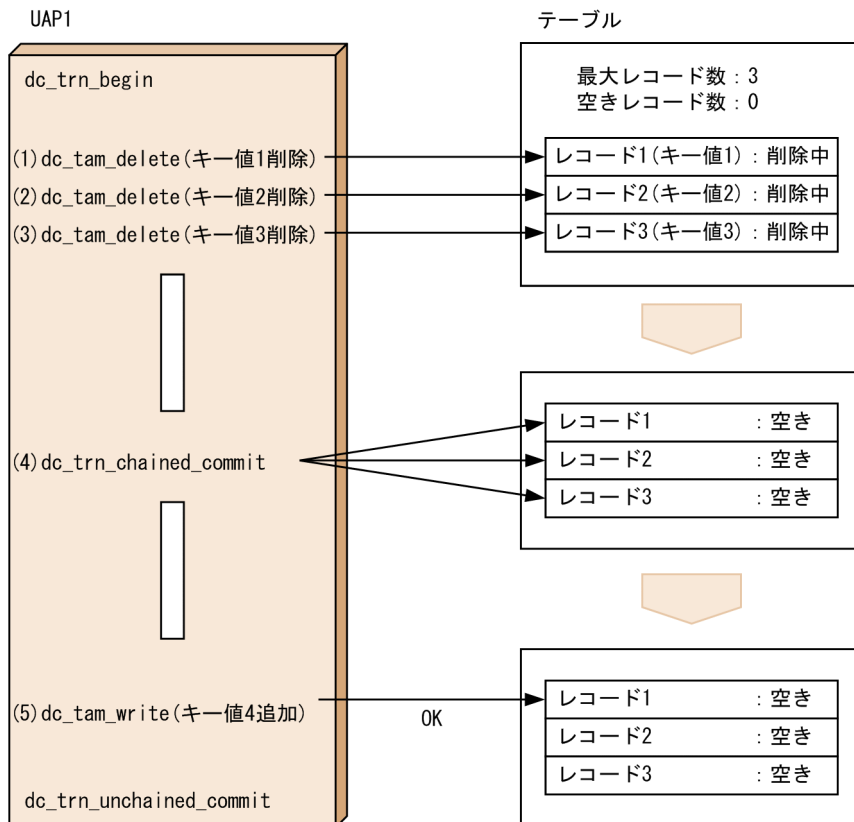 UAP1
テーブル
dc_trn_begin
最大レコード数：3
空きレコード数：0
(1)dc_tam_delete(キー値1削除)
レコード1(キー値1)：削除中
(2)dc_tam_delete(キー値2削除)
レコード2(キー値2)：削除中
(3)dc_tam_delete(キー値3削除)
レコード3(キー値3)：削除中
レコード1　：空き
(4)dc_trn_chained_commit
レコード2　：空き
レコード3　：空き
(5)dc_tam_write(キー値4追加)
OK
レコード1　：空き
レコード2　：空き
レコード3　：空き
dc_trn_unchained_commit